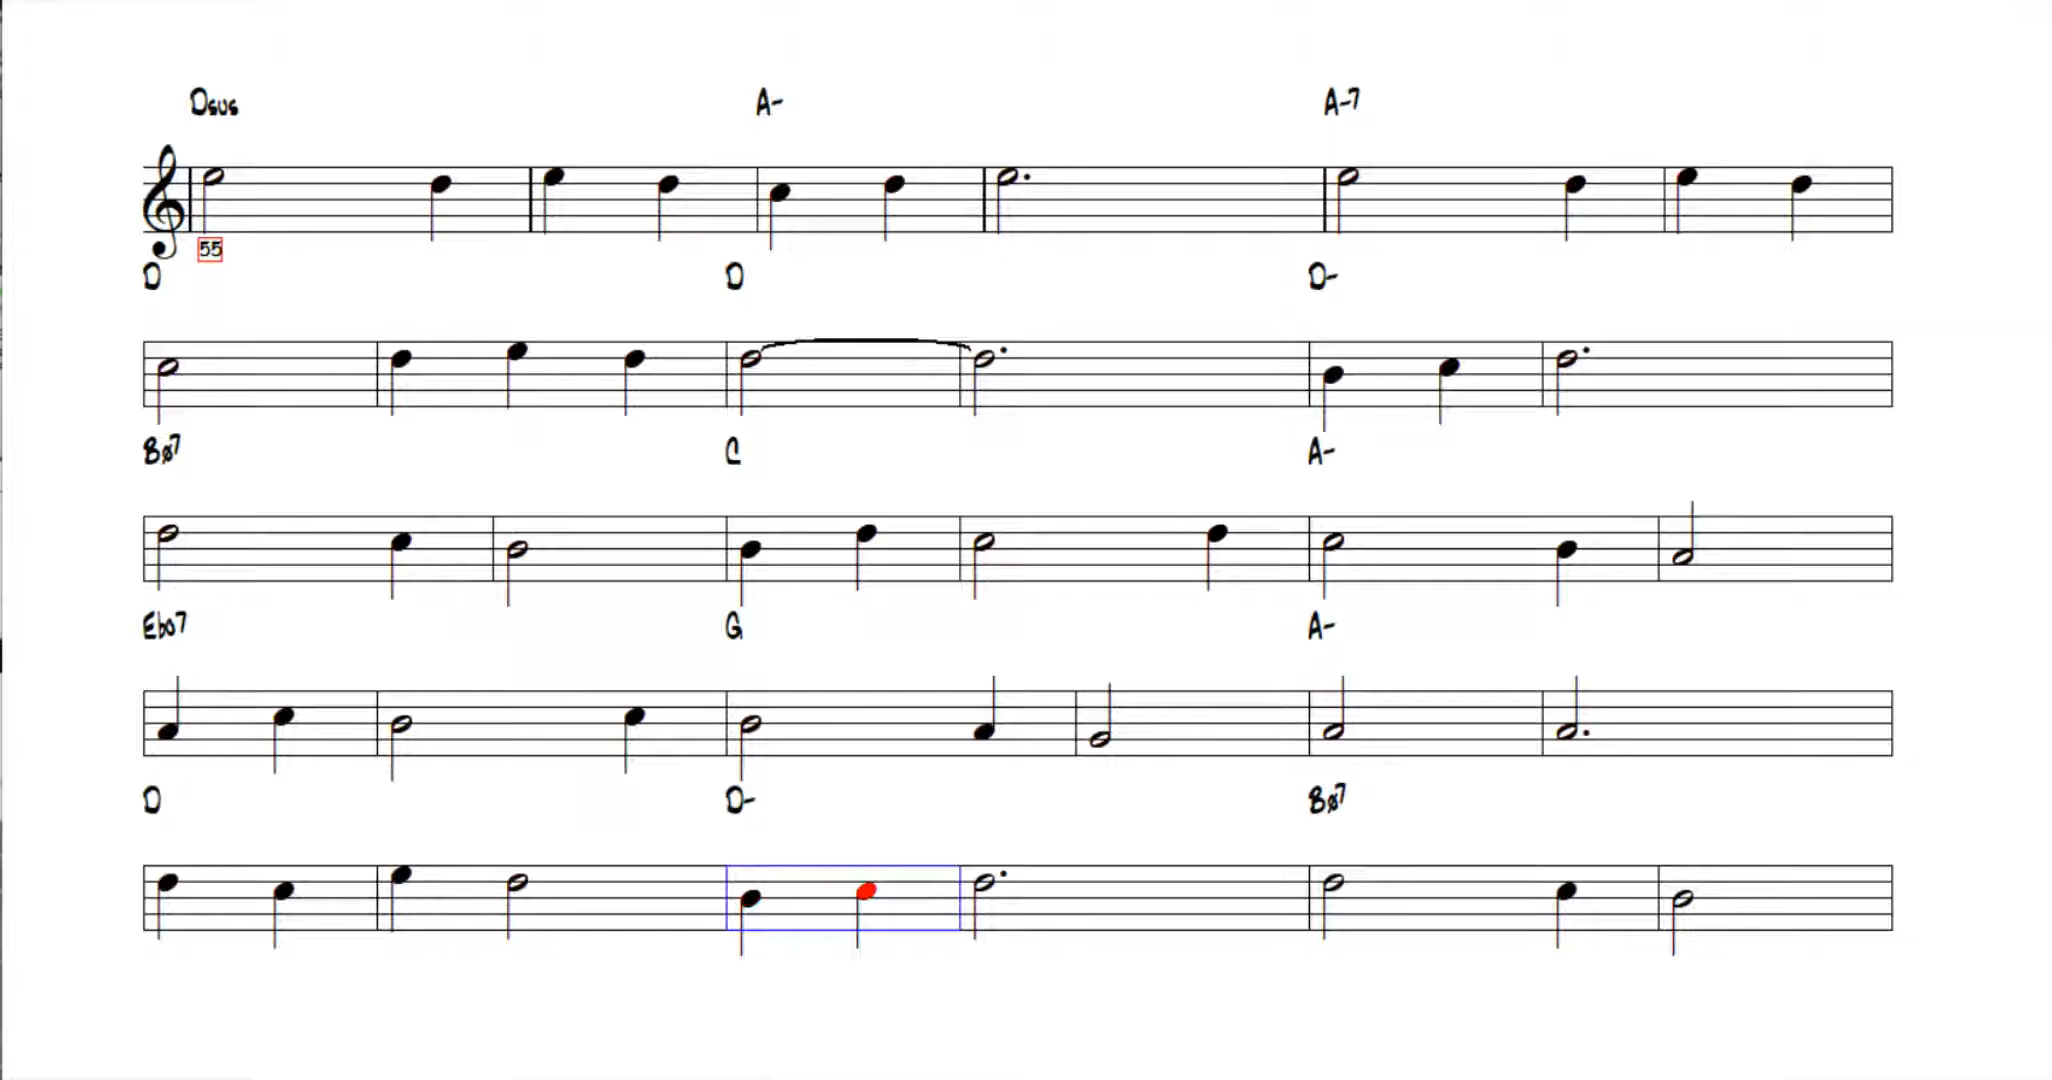 Dsus A- A-7
55
D D D-
Bø7 C A-
Ebo7 G A-
D D- Bø7